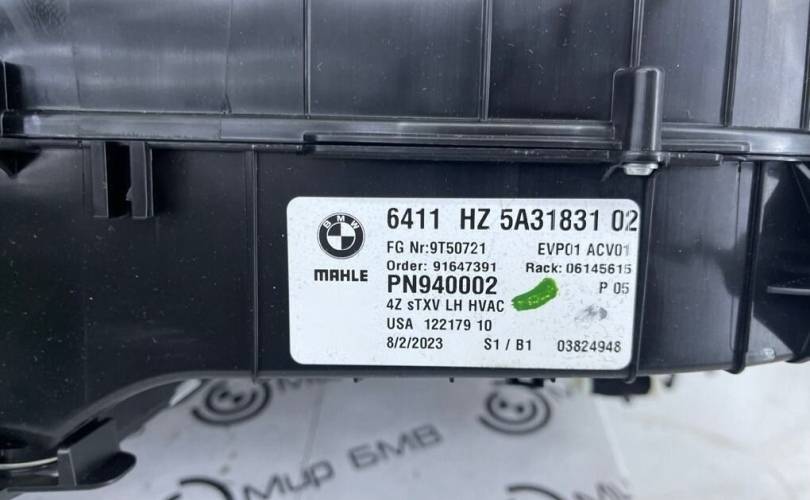 BMW
MAHLE
6411 HZ 5A31831 02
FG Nr:9T50721 EVP01 ACV01
Order: 91647391 Rack: 06145615
PN940002 P 05
4Z sTXV LH HVAC
USA 122179 10
8/2/2023 S1 / B1 03824948
Мир БМВ